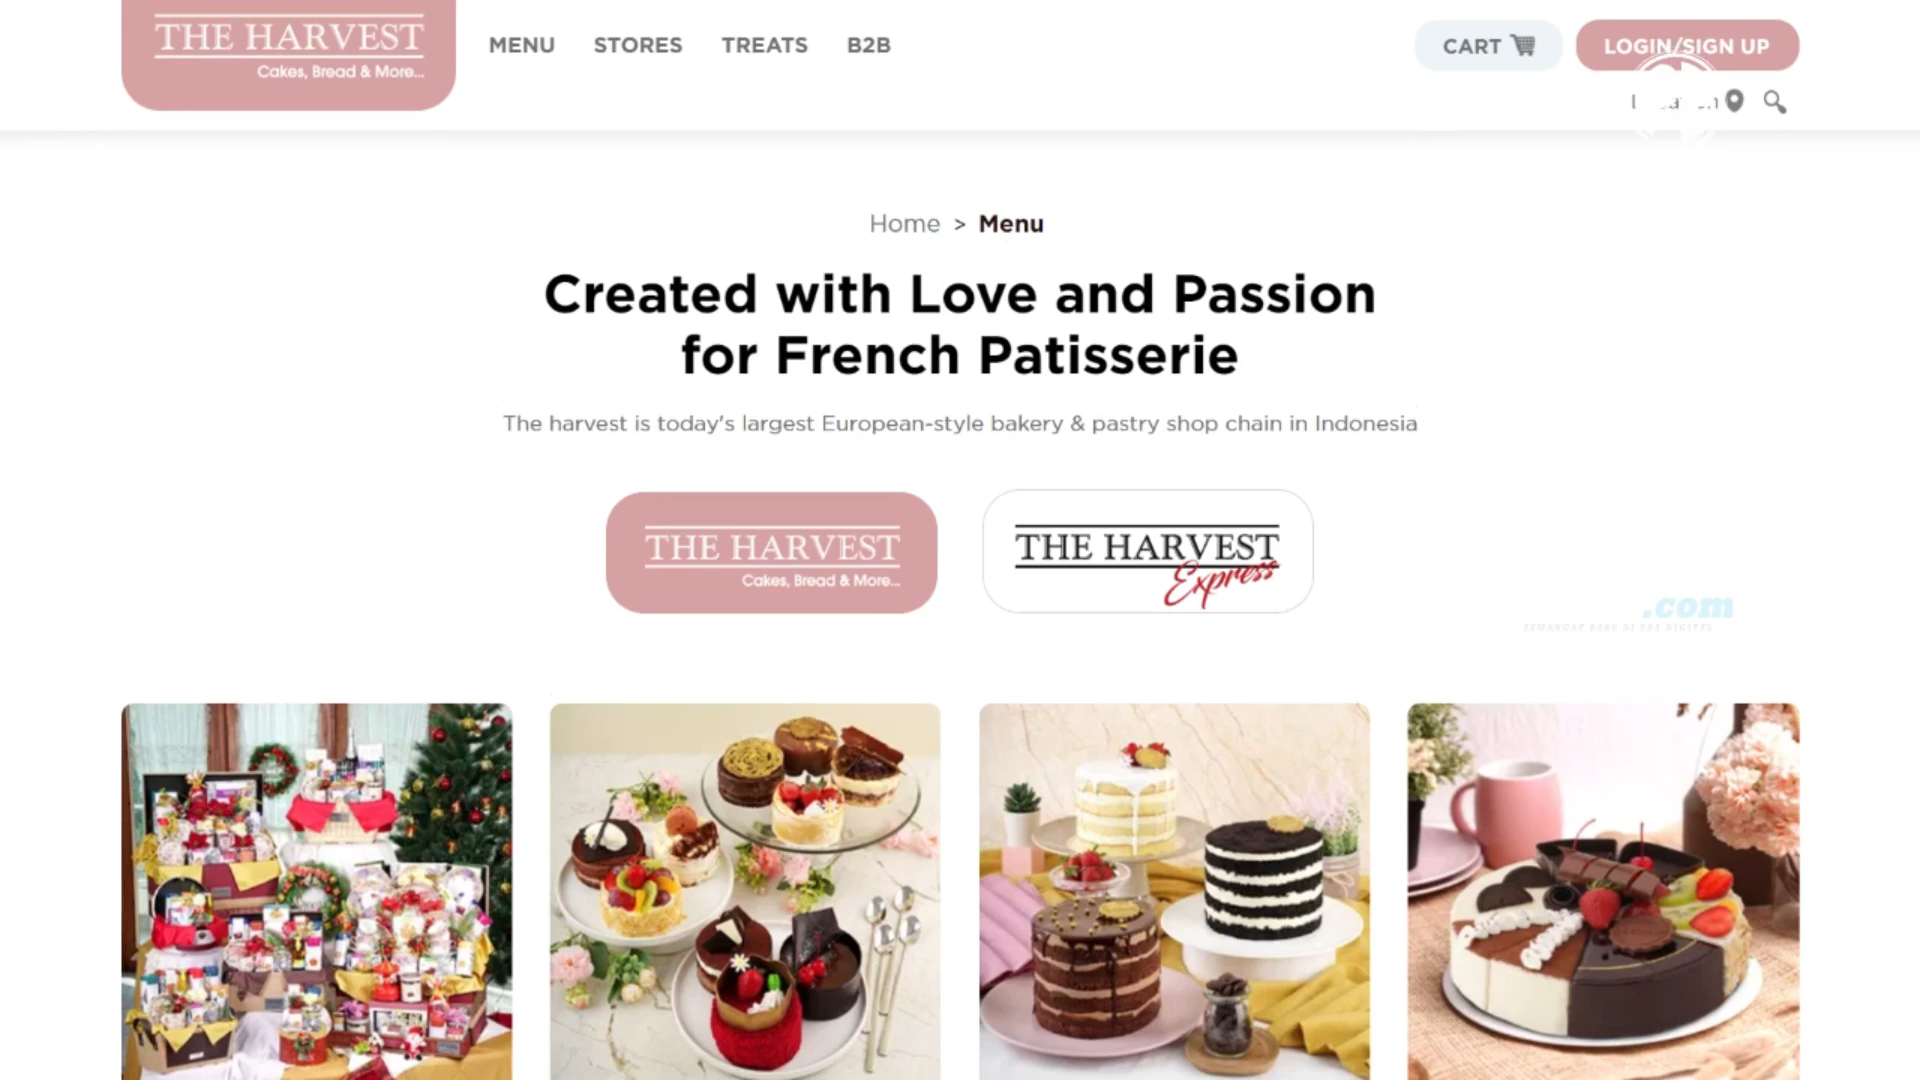 THE HARVEST
Cakes, Bread & More...
MENU
STORES
TREATS
B2B
CART
LOGIN/SIGN UP
Home > Menu
Created with Love and Passion
for French Patisserie
The harvest is today's largest European-style bakery & pastry shop chain in Indonesia
THE HARVEST
Cakes, Bread & More...
THE HARVEST
Express
.com